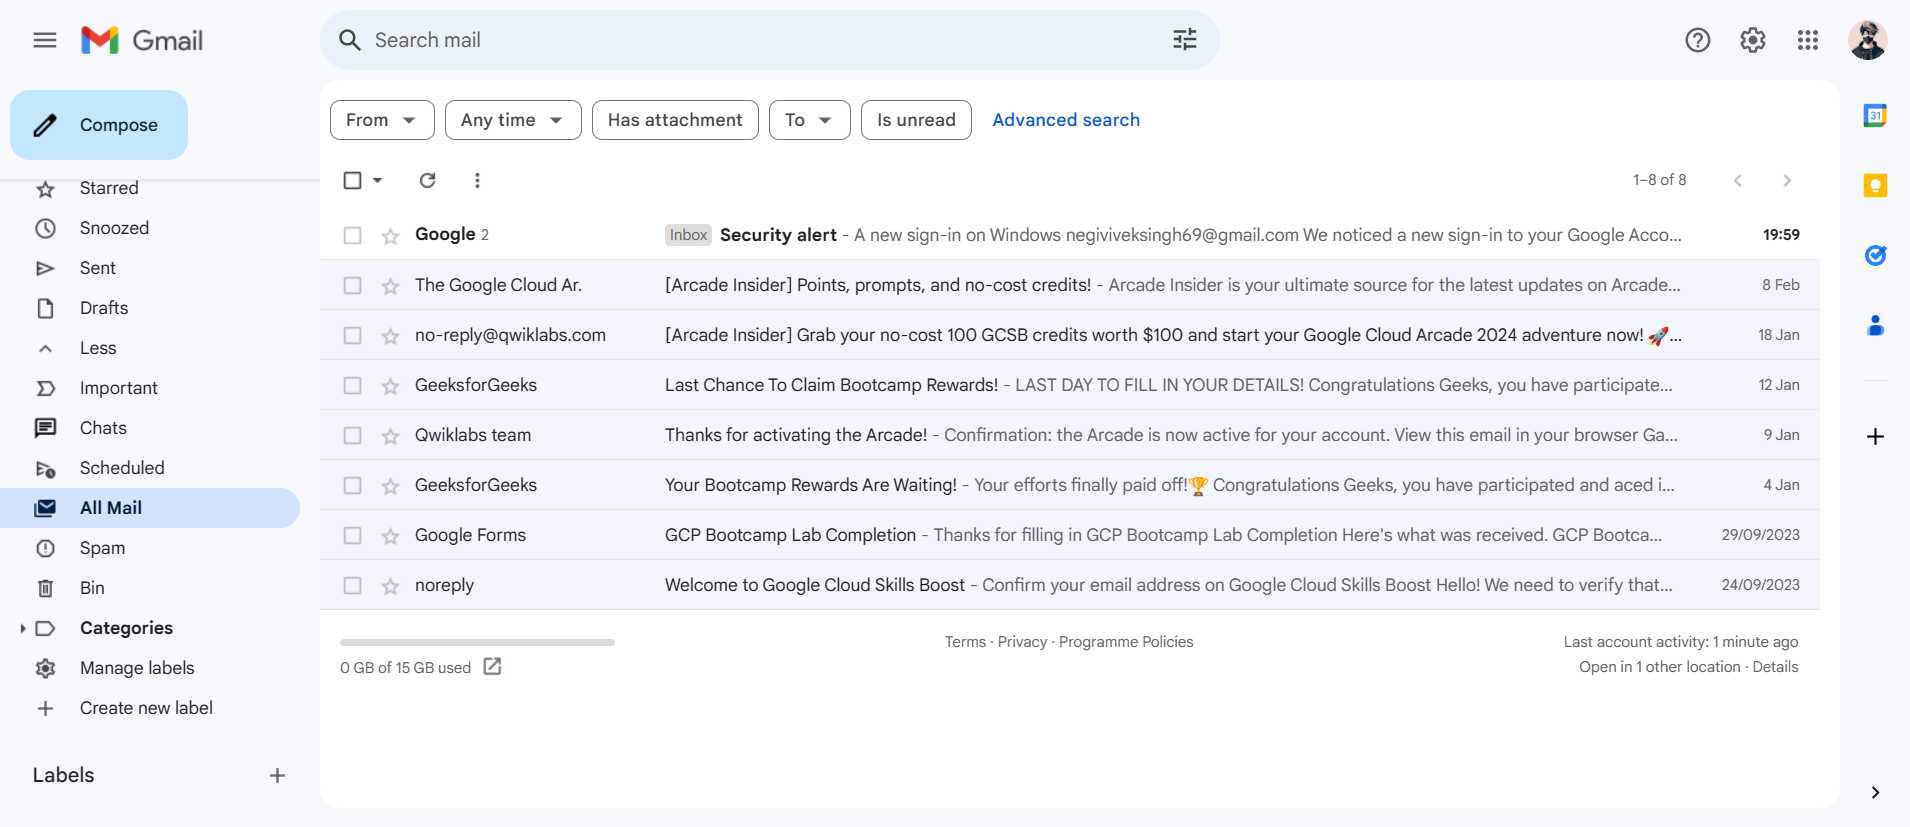 Gmail
Search mail
Compose
Starred
Snoozed
Sent
Drafts
Less
Important
Chats
Scheduled
All Mail
Spam
Bin
Categories
Manage labels
Create new label
Labels
From Any time Has attachment To Is unread Advanced search
1–8 of 8
Google 2 Inbox Security alert - A new sign-in on Windows negiviveksingh69@gmail.com We noticed a new sign-in to your Google Acco... 19:59
The Google Cloud Ar. [Arcade Insider] Points, prompts, and no-cost credits! - Arcade Insider is your ultimate source for the latest updates on Arcade... 8 Feb
no-reply@qwiklabs.com [Arcade Insider] Grab your no-cost 100 GCSB credits worth $100 and start your Google Cloud Arcade 2024 adventure now! 🚀... 18 Jan
GeeksforGeeks Last Chance To Claim Bootcamp Rewards! - LAST DAY TO FILL IN YOUR DETAILS! Congratulations Geeks, you have participate... 12 Jan
Qwiklabs team Thanks for activating the Arcade! - Confirmation: the Arcade is now active for your account. View this email in your browser Ga... 9 Jan
GeeksforGeeks Your Bootcamp Rewards Are Waiting! - Your efforts finally paid off!🏆 Congratulations Geeks, you have participated and aced i... 4 Jan
Google Forms GCP Bootcamp Lab Completion - Thanks for filling in GCP Bootcamp Lab Completion Here's what was received. GCP Bootca... 29/09/2023
noreply Welcome to Google Cloud Skills Boost - Confirm your email address on Google Cloud Skills Boost Hello! We need to verify that... 24/09/2023
0 GB of 15 GB used
Terms · Privacy · Programme Policies
Last account activity: 1 minute ago
Open in 1 other location · Details
31